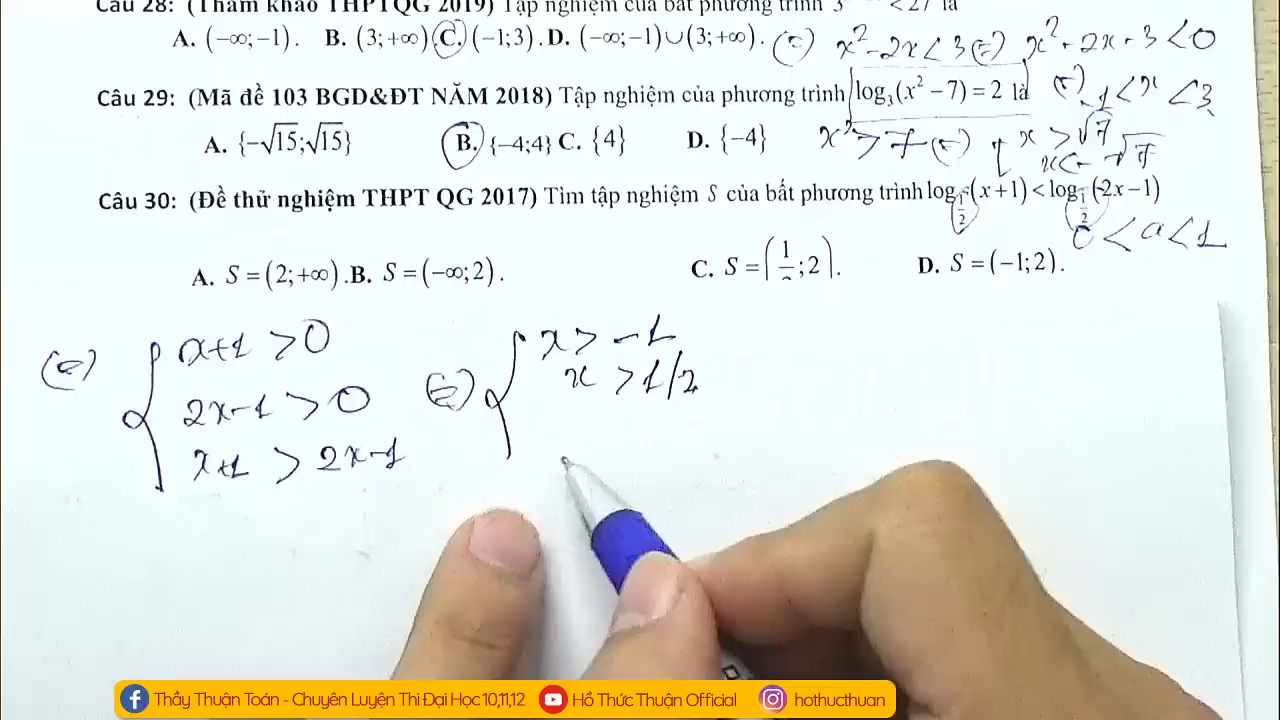 Câu 28: (Tham khảo THPTQG 2019) Tập nghiệm của bất phương trình 3 < 27 là
A. (−∞;−1). B. (3;+∞) C. (−1;3). D. (−∞;−1)∪(3;+∞). (=) x² - 2x < 3 (=) x² - 2x - 3 < 0
Câu 29: (Mã đề 103 BGD&ĐT NĂM 2018) Tập nghiệm của phương trình log₃(x² − 7) = 2 là (=) -1 < x < 3
A. {−√15;√15} B. {−4;4} C. {4} D. {−4} x² > 7 (=) [ x > √7
x < - √7
Câu 30: (Đề thử nghiệm THPT QG 2017) Tìm tập nghiệm S của bất phương trình log_{1/2}(x+1) < log_{1/2}(2x−1)
0 < a < 1
A. S = (2;+∞). B. S = (−∞;2). C. S = (1/2;2). D. S = (−1;2).
(=) { x+1 > 0 (=) { x > -1
2x-1 > 0 x > 1/2
x+1 > 2x-1
Thầy Thuận Toán - Chuyên Luyện Thi Đại Học 10,11,12 Hồ Thức Thuận Official hothucthuan